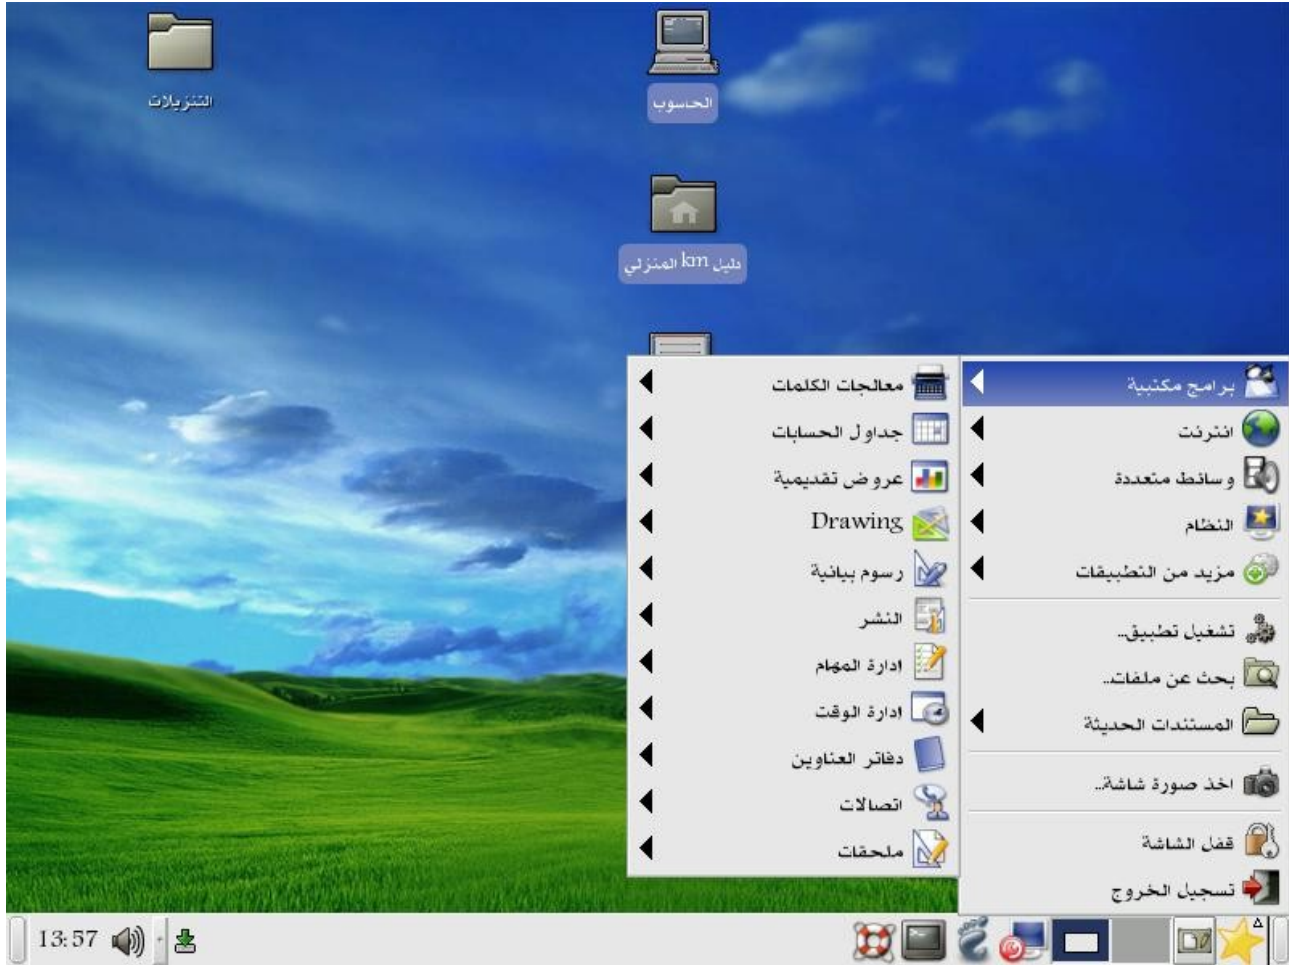 التنزيلات
الحاسوب
دليل km المنزلي
برامج مكتبية
انترنت
وسائط متعددة
النظام
مزيد من التطبيقات
تشغيل تطبيق..
بحث عن ملفات..
المستندات الحديثة
اخذ صورة شاشة..
قفل الشاشة
تسجيل الخروج
معالجات الكلمات
جداول الحسابات
عروض تقديمية
Drawing
رسوم بيانية
النشر
إدارة المهام
إدارة الوقت
دفاتر العناوين
اتصالات
ملحقات
13:57